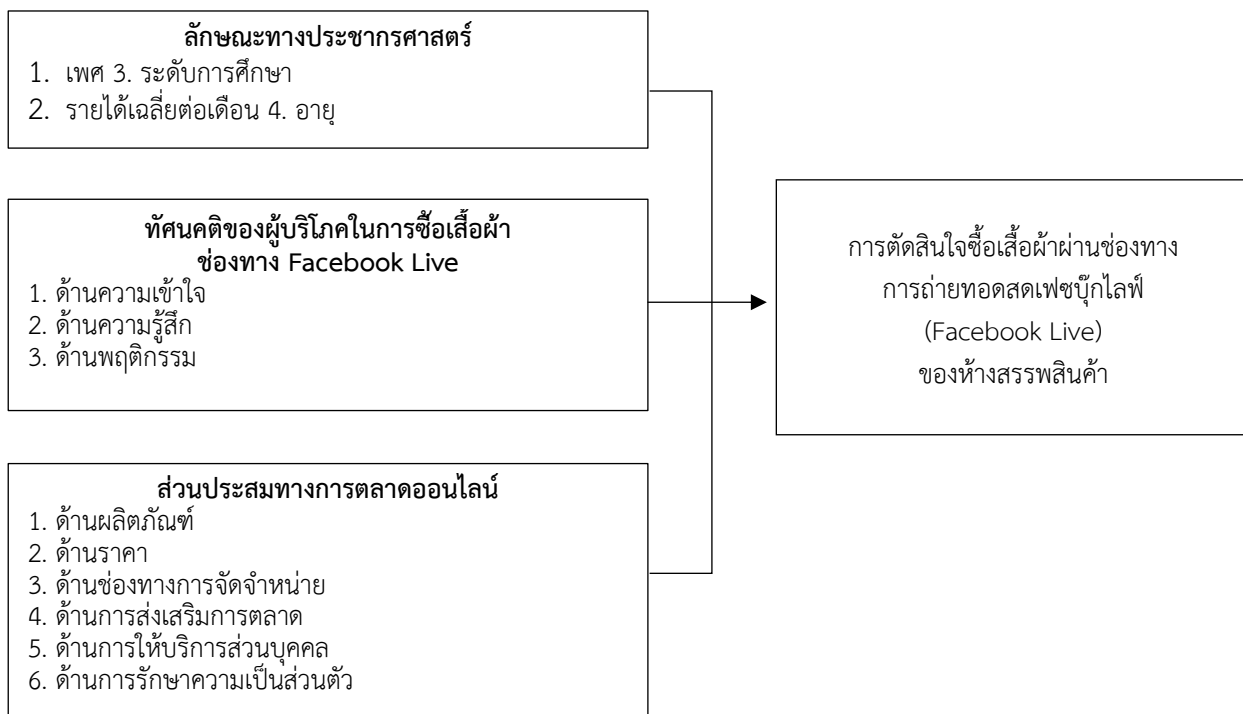 ลักษณะทางประชากรศาสตร์
1. เพศ 3. ระดับการศึกษา
2. รายได้เฉลี่ยต่อเดือน 4. อายุ
ทัศนคติของผู้บริโภคในการซื้อเสื้อผ้า
ช่องทาง Facebook Live
1. ด้านความเข้าใจ
2. ด้านความรู้สึก
3. ด้านพฤติกรรม
ส่วนประสมทางการตลาดออนไลน์
1. ด้านผลิตภัณฑ์
2. ด้านราคา
3. ด้านช่องทางการจัดจำหน่าย
4. ด้านการส่งเสริมการตลาด
5. ด้านการให้บริการส่วนบุคคล
6. ด้านการรักษาความเป็นส่วนตัว
การตัดสินใจซื้อเสื้อผ้าผ่านช่องทาง
การถ่ายทอดสดเฟซบุ๊กไลฟ์
(Facebook Live)
ของห้างสรรพสินค้า